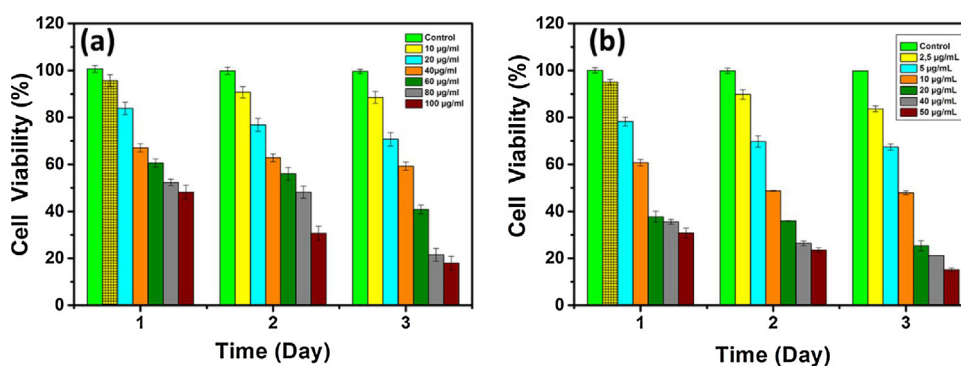 (a)
Control
10 µg/ml
20 µg/ml
40µg/ml
60 µg/ml
80 µg/ml
100 µg/ml
120
100
80
60
40
20
0
Cell Viability (%)
1
2
3
Time (Day)
(b)
Control
2,5 µg/mL
5 µg/mL
10 µg/mL
20 µg/mL
40 µg/mL
50 µg/mL
120
100
80
60
40
20
0
Cell Viability (%)
1
2
3
Time (Day)